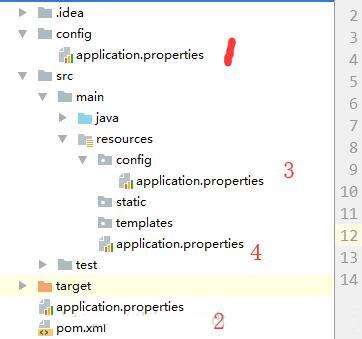 .idea
config
application.properties
1
src
main
java
resources
config
application.properties
3
static
templates
application.properties
4
test
target
application.properties
2
pom.xml
2
3
4
5
6
7
8
9
10
11
12
13
14